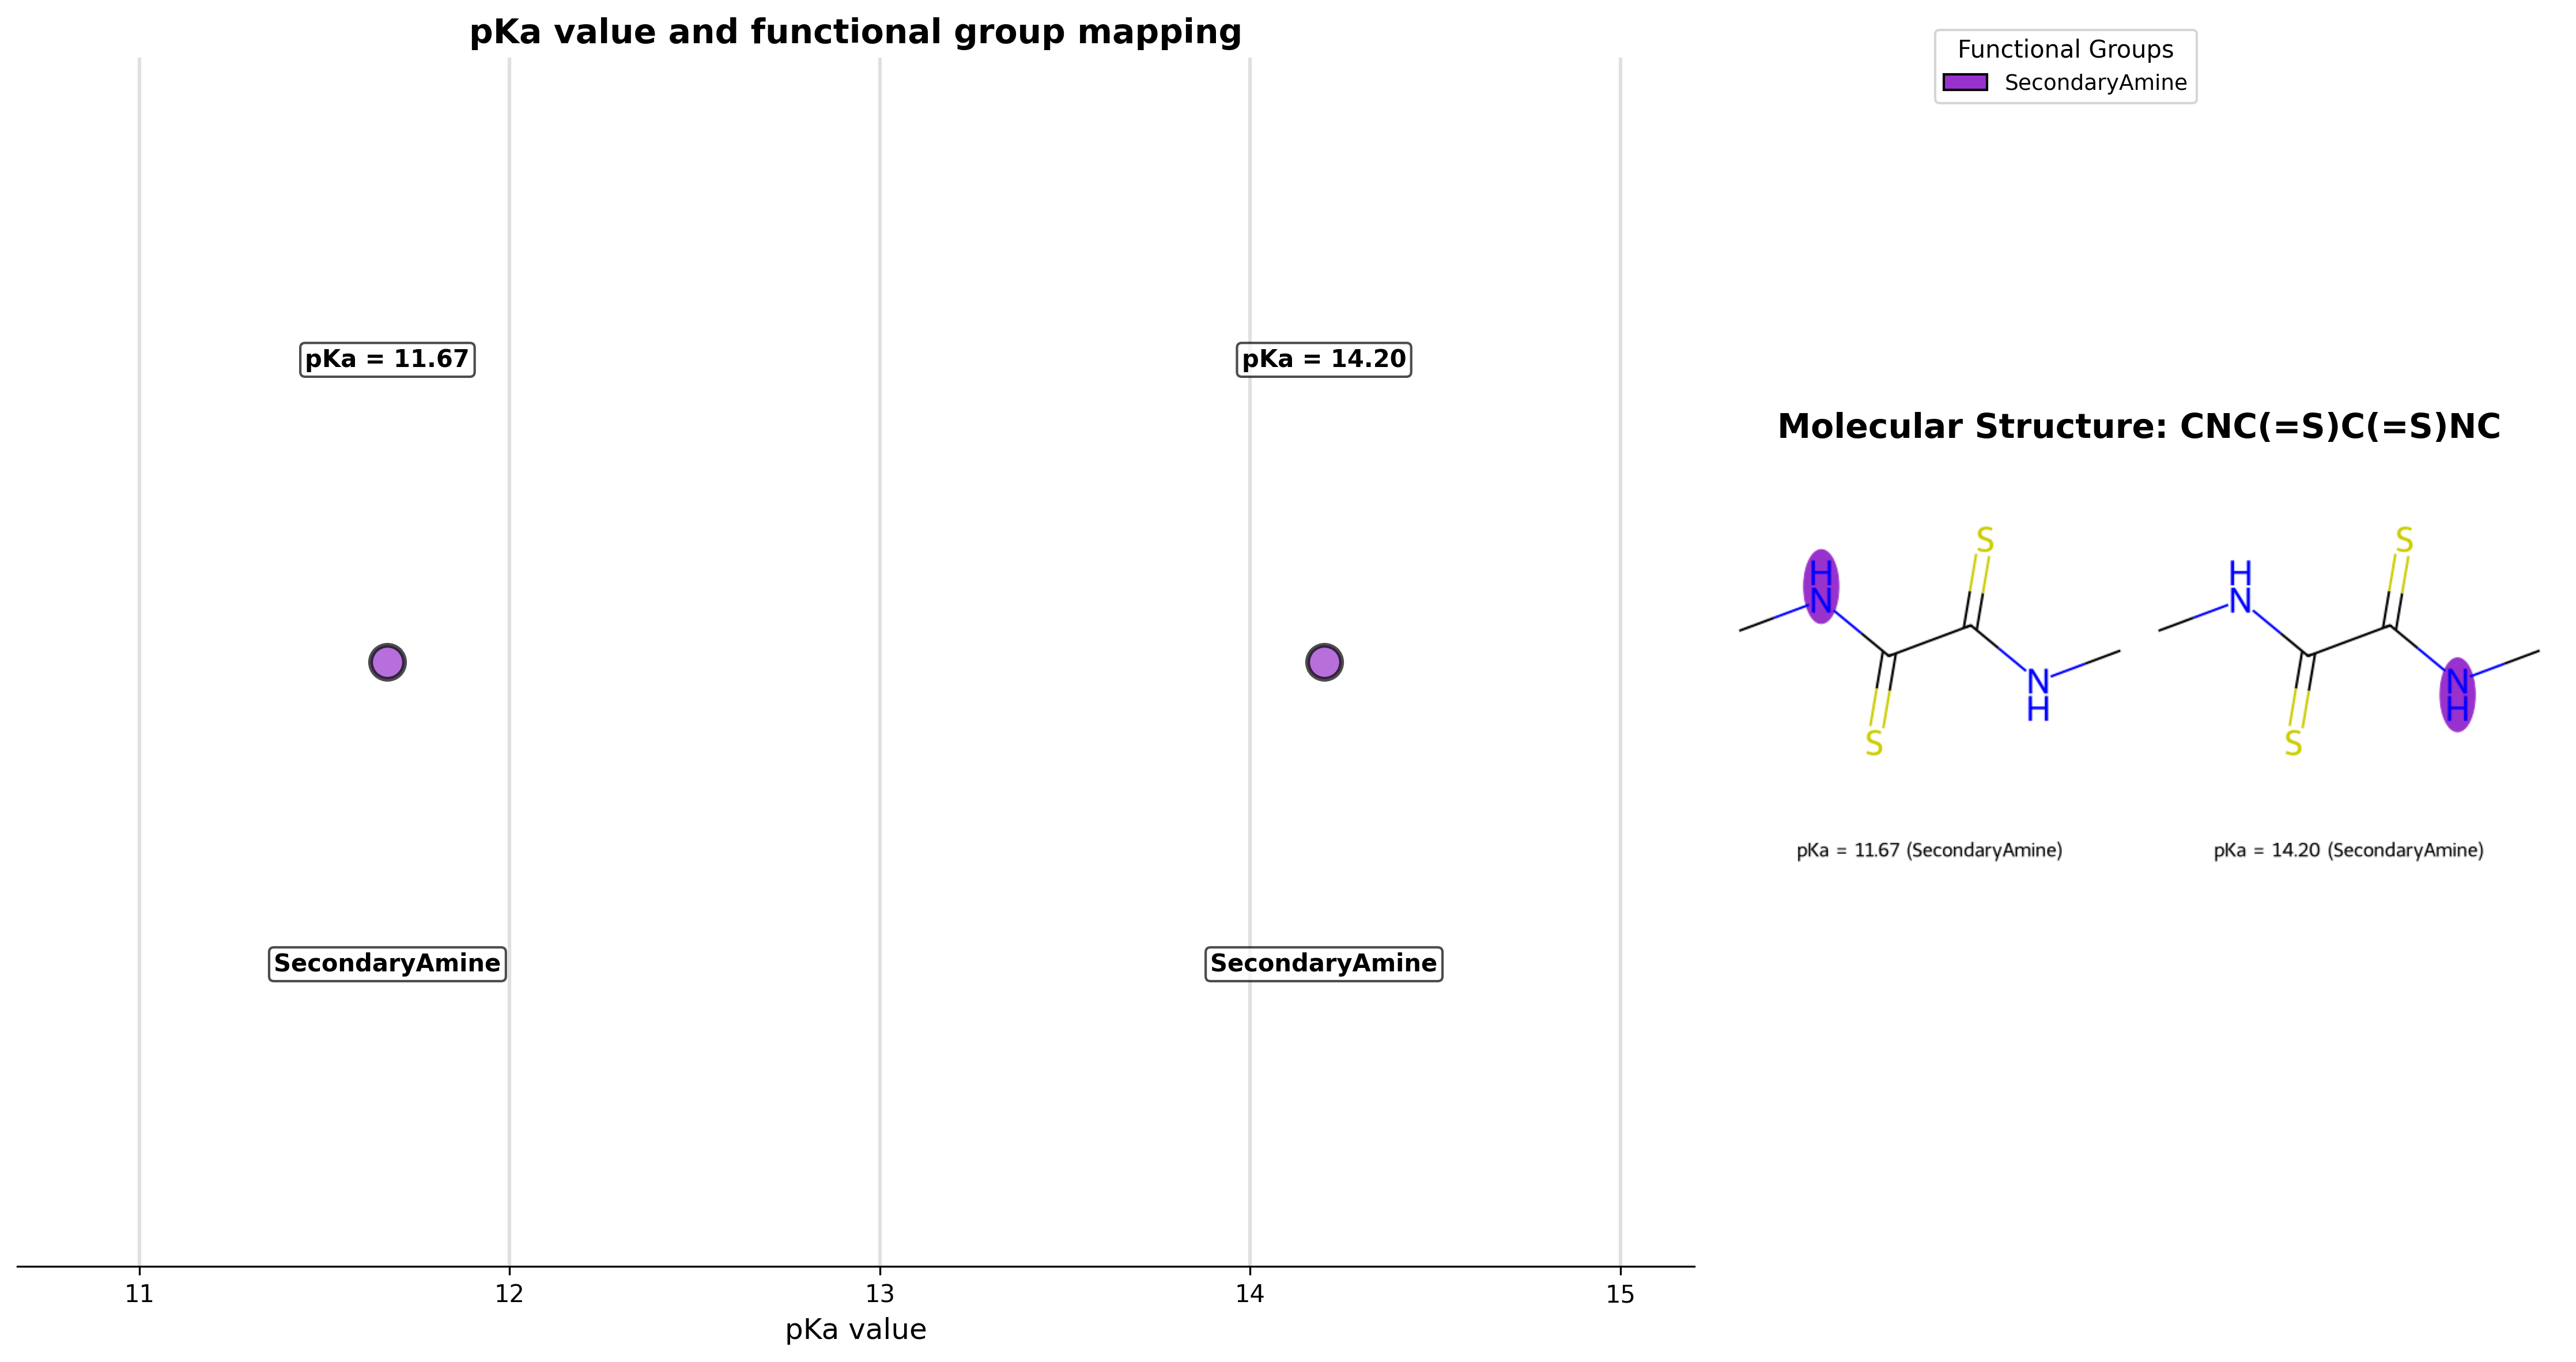 pKa value and functional group mapping
pKa = 11.67
pKa = 14.20
SecondaryAmine
SecondaryAmine
11
12
13
14
15
pKa value
Functional Groups
SecondaryAmine
Molecular Structure: CNC(=S)C(=S)NC
H
N
S
S
N
H
H
N
S
S
N
H
pKa = 11.67 (SecondaryAmine)
pKa = 14.20 (SecondaryAmine)